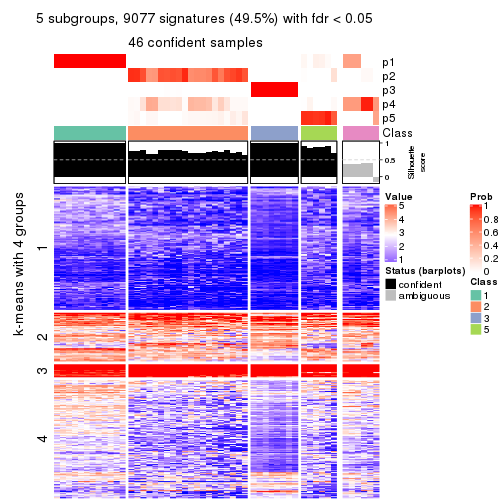 5 subgroups, 9077 signatures (49.5%) with fdr < 0.05
46 confident samples
p1
p2
p3
p4
p5
Class
1
0.5
0
Silhouette
score
k-means with 4 groups
1
2
3
4
Value
5
4
3
2
1
Status (barplots)
confident
ambiguous
Prob
1
0.8
0.6
0.4
0.2
0
Class
1
2
3
5